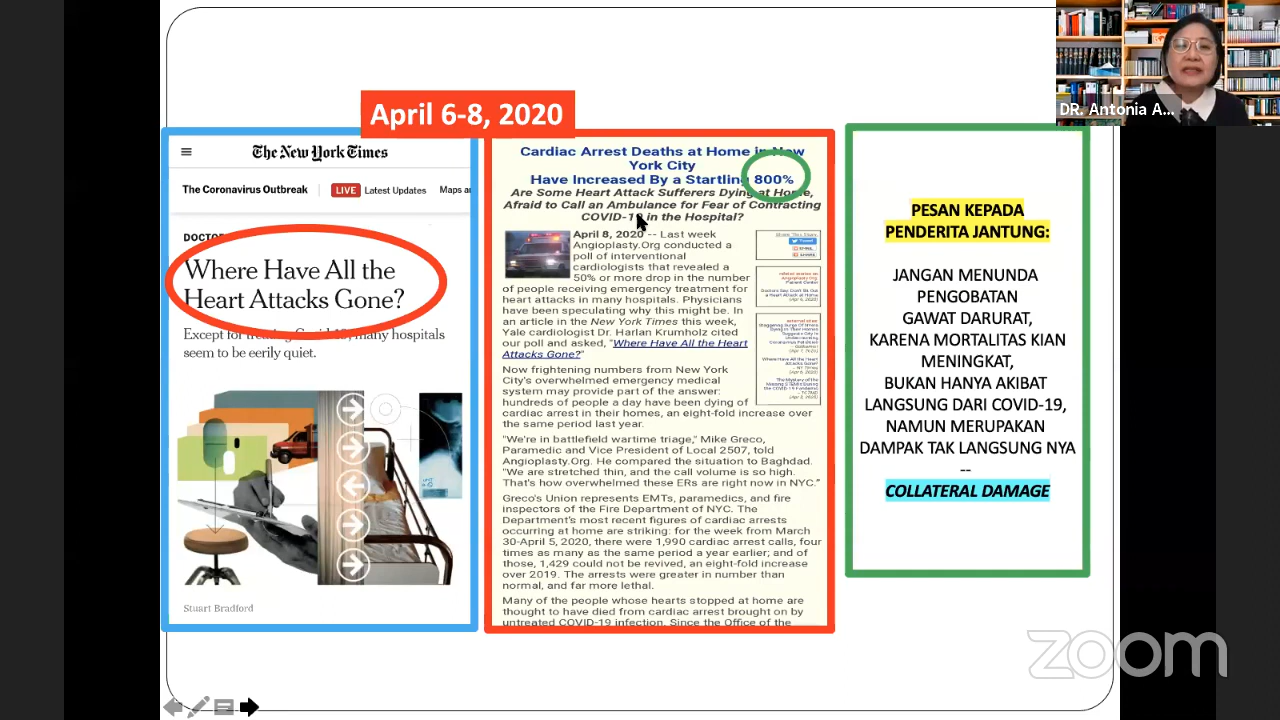 DR. Antonia A...
April 6-8, 2020
The New York Times
The Coronavirus Outbreak
LIVE Latest Updates Maps a
DOCTO
Where Have All the
Heart Attacks Gone?
Except for Covid many hospitals
seem to be eerily quiet.
Stuart Bradford
Cardiac Arrest Deaths at Home in New
York City
Have Increased By a Startling 800%
Are Some Heart Attack Sufferers Dying at Home,
Afraid to Call an Ambulance for Fear of Contracting
COVID-19 in the Hospital?
April 8, 2020 -- Last week
Angioplasty.Org conducted a
poll of interventional
cardiologists that revealed a
50% or more drop in the number
of people receiving emergency treatment for
heart attacks in many hospitals. Physicians
have been speculating why this might be. In
an article in the New York Times this week,
Yale cardiologist Dr. Harlan Krumholz cited
our poll and asked, "Where Have All the Heart
Attacks Gone?"
Now frightening numbers from New York
City's overwhelmed emergency medical
system may provide part of the answer:
hundreds of people a day have been dying of
cardiac arrest in their homes, an eight-fold increase over
the same period last year.
"We're in battlefield wartime triage," Mike Greco,
Paramedic and Vice President of Local 2507, told
Angioplasty.Org. He compared the situation to Baghdad.
"We are stretched thin, and the call volume is so high.
That's how overwhelmed these ERs are right now in NYC."
Greco's Union represents EMTs, paramedics, and fire
inspectors of the Fire Department of NYC. The
Department's most recent figures of cardiac arrests
occurring at home are striking: for the week from March
30-April 5, 2020, there were 1,990 cardiac arrest calls, four
times as many as the same period a year earlier; and of
those, 1,429 could not be revived, an eight-fold increase
over 2019. The arrests were greater in number than
normal, and far more lethal.
Many of the people whose hearts stopped at home are
thought to have died from cardiac arrest brought on by
untreated COVID-19 infection. Since the Office of the
Tweet
PESAN KEPADA
PENDERITA JANTUNG:
JANGAN MENUNDA
PENGOBATAN
GAWAT DARURAT,
KARENA MORTALITAS KIAN
MENINGKAT,
BUKAN HANYA AKIBAT
LANGSUNG DARI COVID-19,
NAMUN MERUPAKAN
DAMPAK TAK LANGSUNG NYA
--
COLLATERAL DAMAGE
zoom